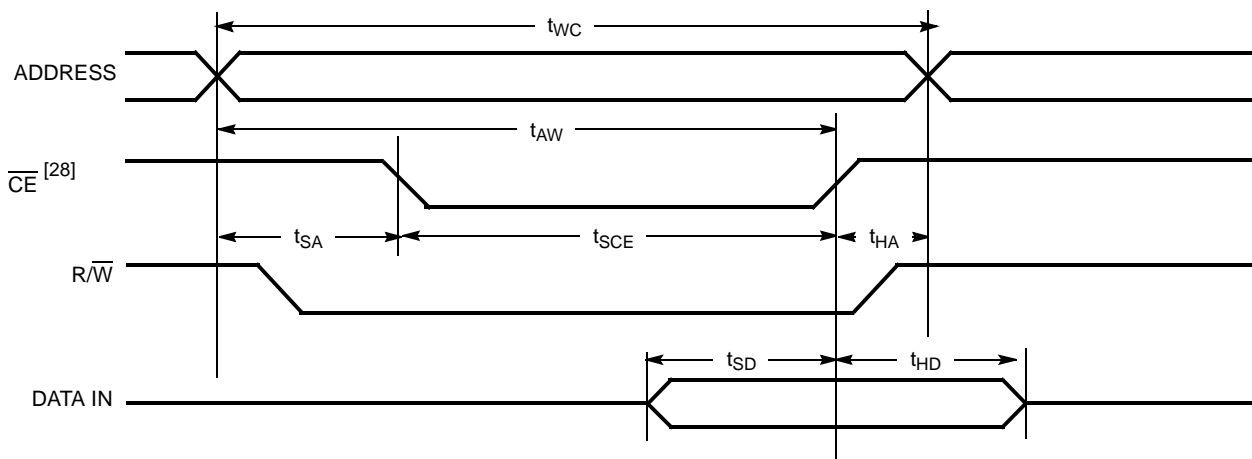 tWC
ADDRESS
tAW
CE [28]
tSA tSCE tHA
R/W
tSD tHD
DATA IN